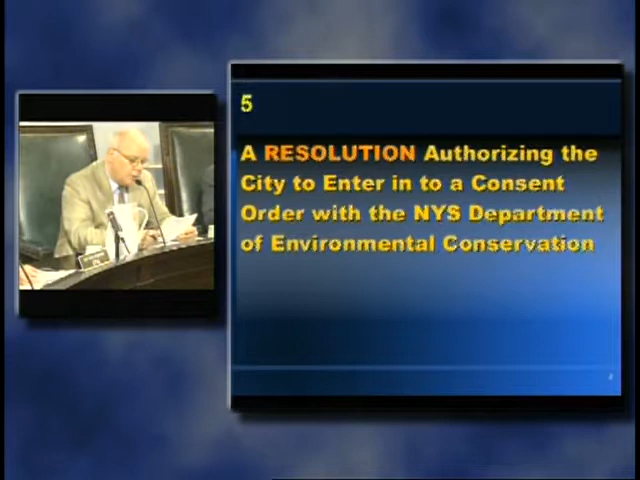 5
A RESOLUTION Authorizing the
City to Enter in to a Consent
Order with the NYS Department
of Environmental Conservation